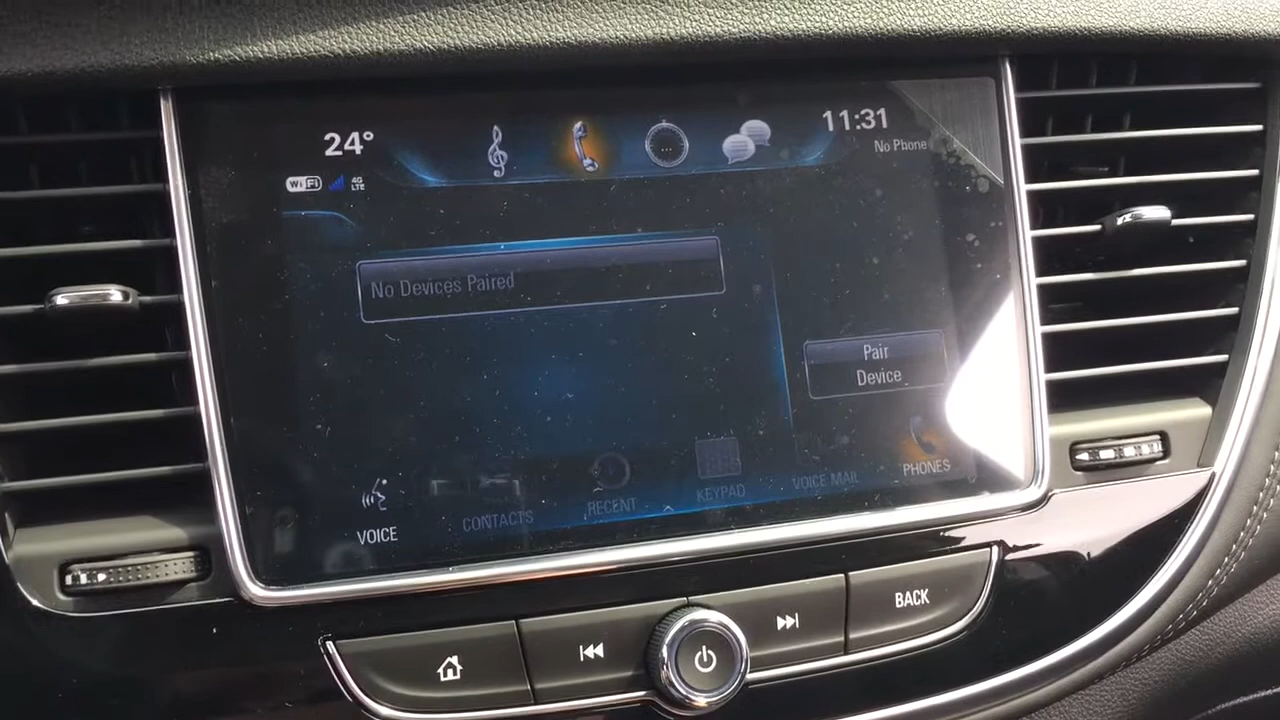 24°
11:31
No Phone
WiFi
4G
LTE
...
No Devices Paired
Pair
Device
VOICE
CONTACTS
RECENT
KEYPAD
VOICE MAIL
PHONES
BACK